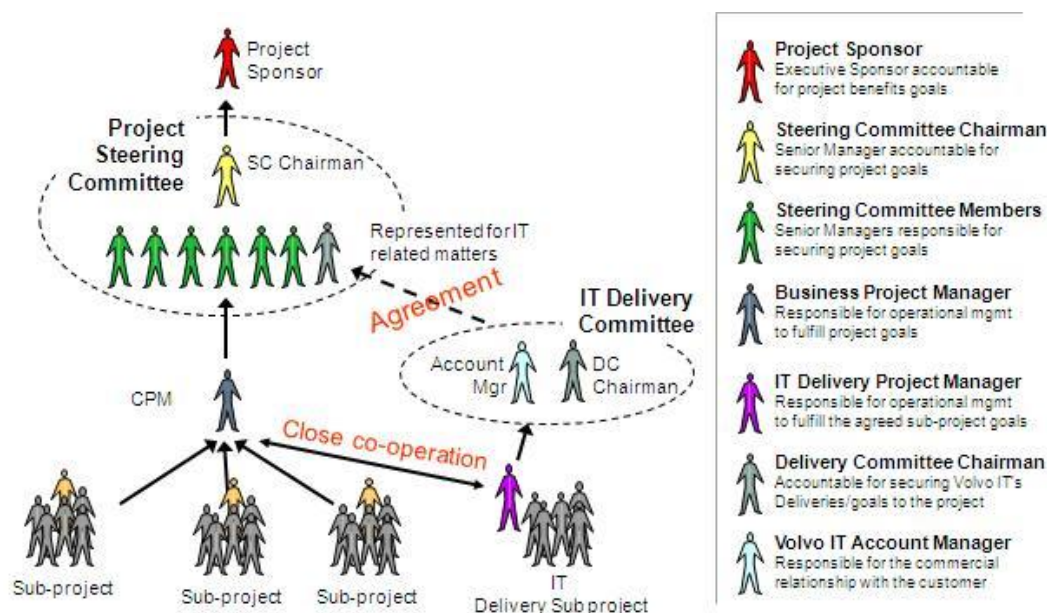 Project
Sponsor
Project
Steering
Committee
SC Chairman
Represented for IT
related matters
Agreement
IT Delivery
Committee
Account
Mgr
DC
Chairman
CPM
Close co-operation
Sub-project
Sub-project
Sub-project
IT
Delivery Subproject
Project Sponsor
Executive Sponsor accountable
for project benefits goals
Steering Committee Chairman
Senior Manager accountable for
securing project goals
Steering Committee Members
Senior Managers responsible for
securing project goals
Business Project Manager
Responsible for operational mgmt
to fulfill project goals
IT Delivery Project Manager
Responsible for operational mgmt
to fulfill the agreed sub-project goals
Delivery Committee Chairman
Accountable for securing Volvo IT's
Deliveries/goals to the project
Volvo IT Account Manager
Responsible for the commercial
relationship with the customer